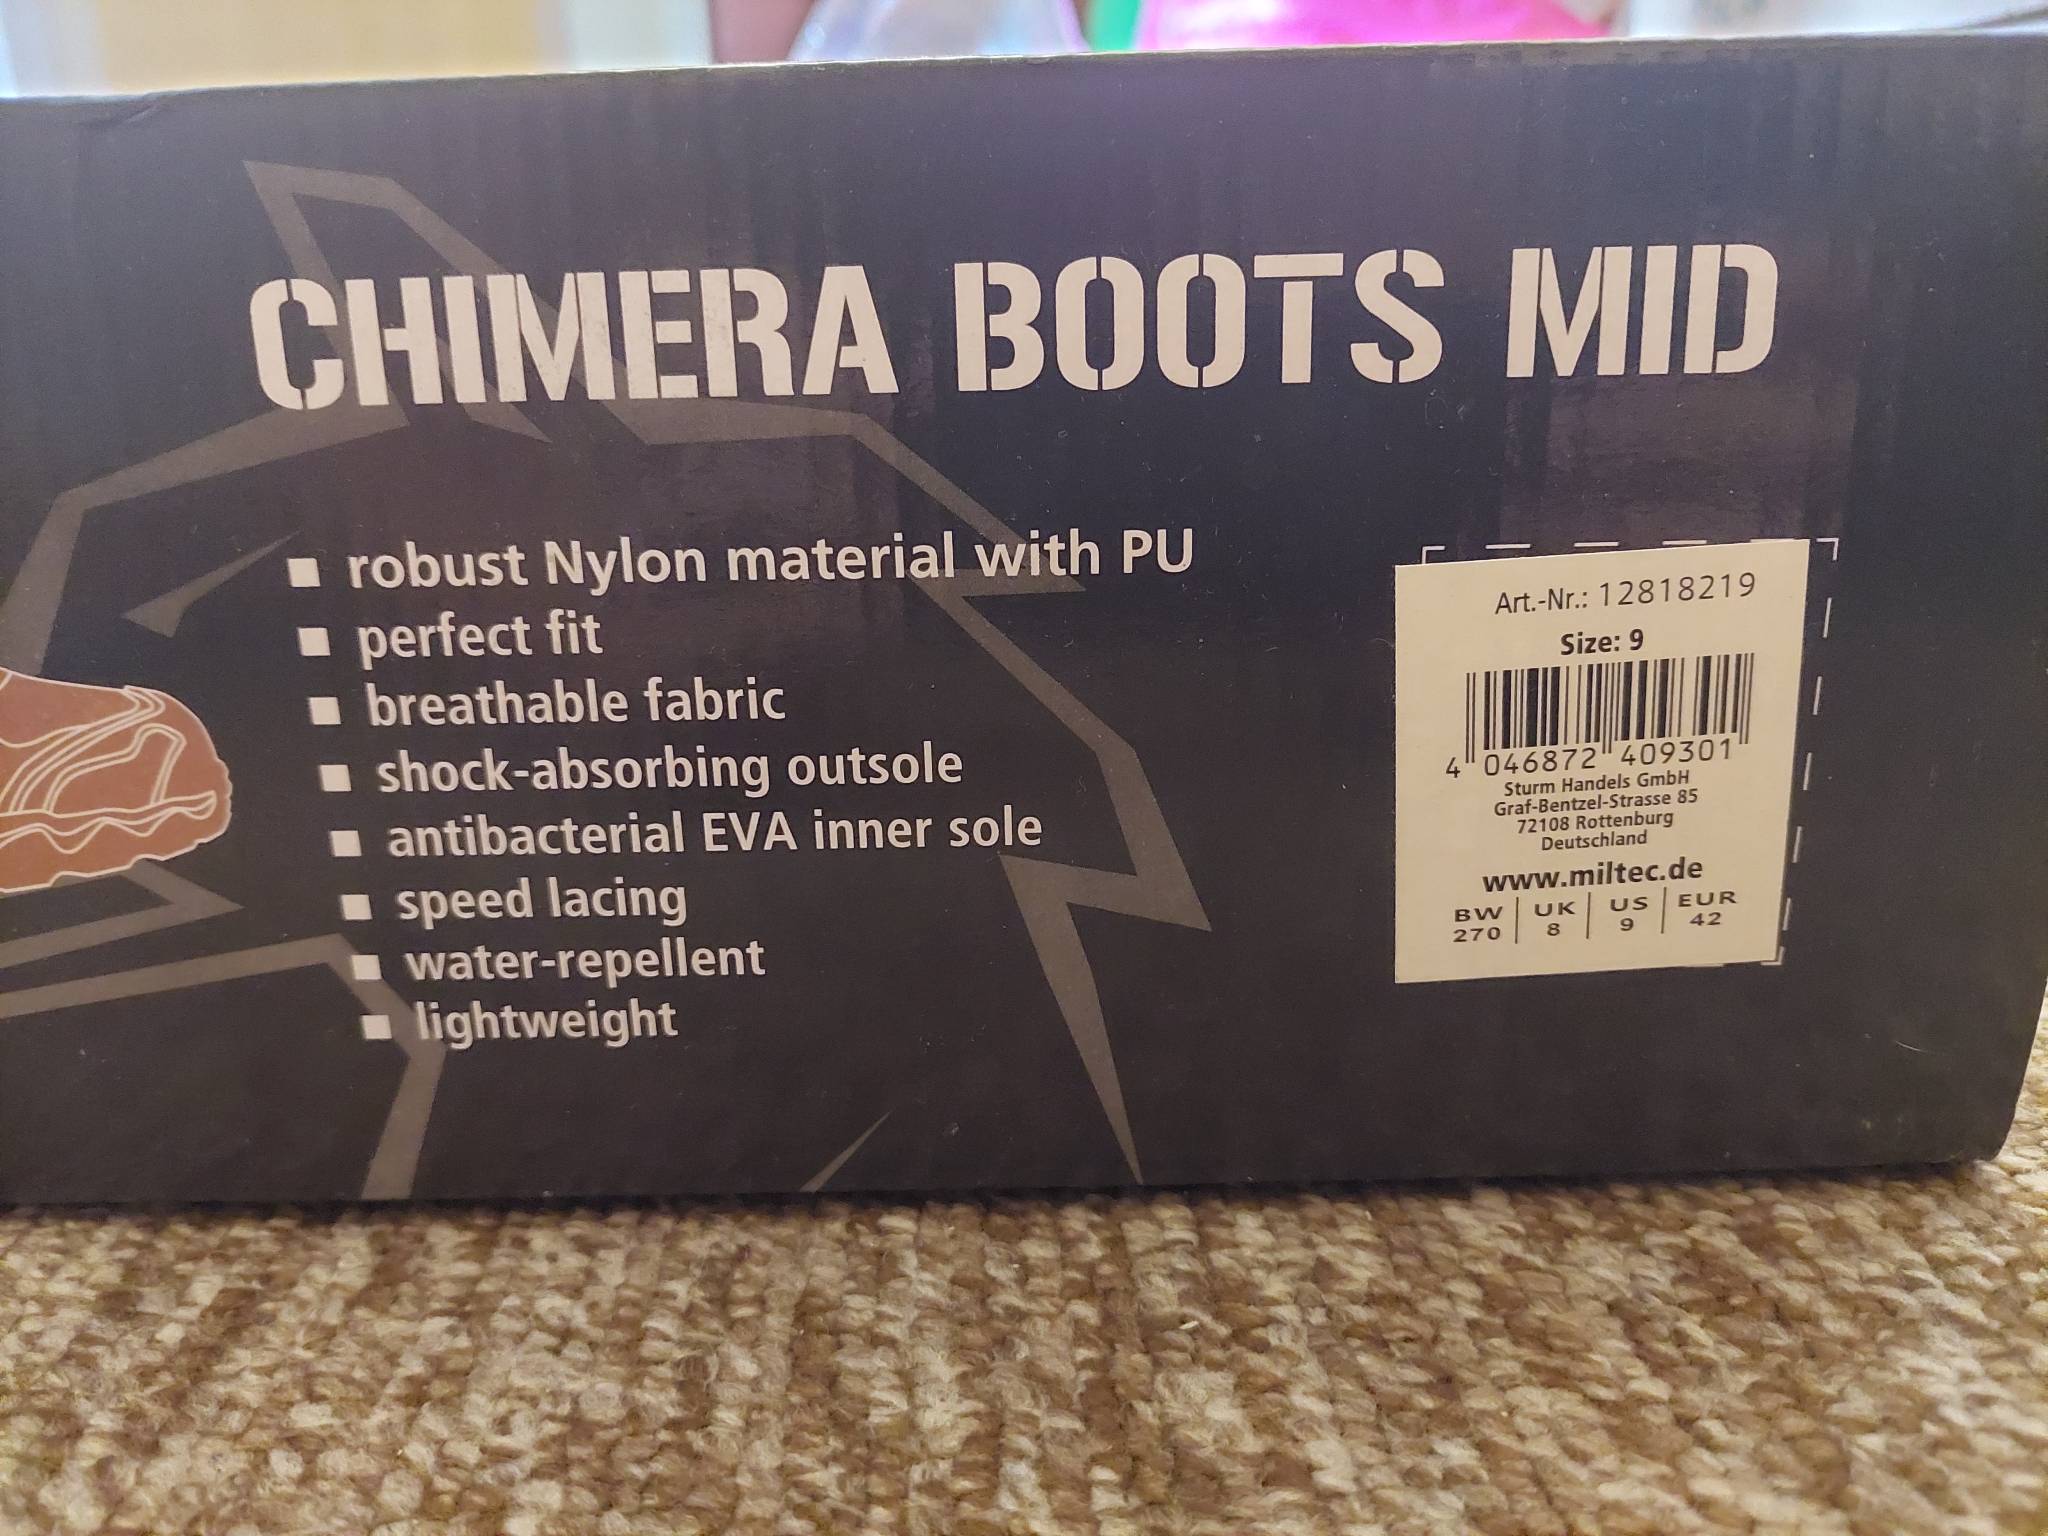 CHIMERA BOOTS MID
robust Nylon material with PU
perfect fit
breathable fabric
shock-absorbing outsole
antibacterial EVA inner sole
speed lacing
water-repellent
lightweight
Art.-Nr.: 12818219
Size: 9
4 046872 409301
Sturm Handels GmbH
Graf-Bentzel-Strasse 85
72108 Rottenburg
Deutschland
www.miltec.de
BW UK US EUR
270 8 9 42